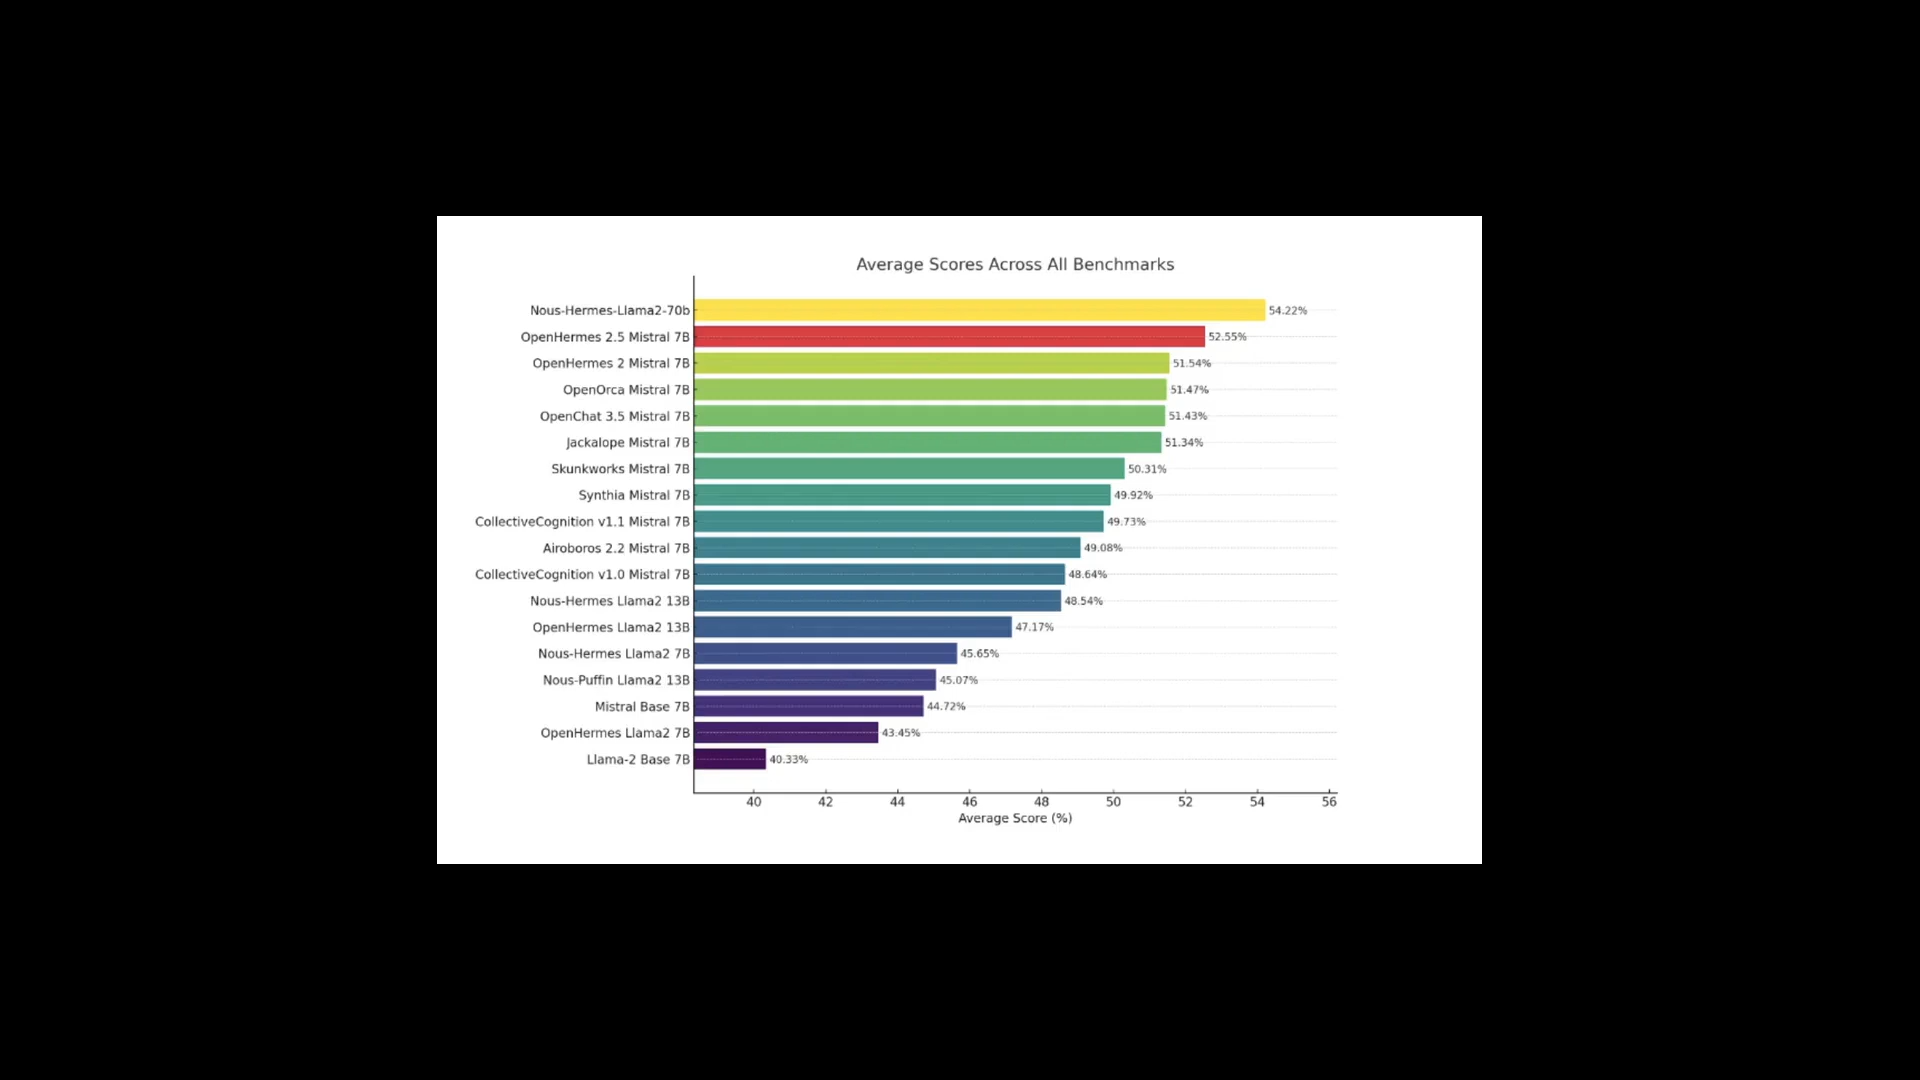 Average Scores Across All Benchmarks
Nous-Hermes-Llama2-70b 54.22%
OpenHermes 2.5 Mistral 7B 52.55%
OpenHermes 2 Mistral 7B 51.54%
OpenOrca Mistral 7B 51.47%
OpenChat 3.5 Mistral 7B 51.43%
Jackalope Mistral 7B 51.34%
Skunkworks Mistral 7B 50.31%
Synthia Mistral 7B 49.92%
CollectiveCognition v1.1 Mistral 7B 49.73%
Airoboros 2.2 Mistral 7B 49.08%
CollectiveCognition v1.0 Mistral 7B 48.64%
Nous-Hermes Llama2 13B 48.54%
OpenHermes Llama2 13B 47.17%
Nous-Hermes Llama2 7B 45.65%
Nous-Puffin Llama2 13B 45.07%
Mistral Base 7B 44.72%
OpenHermes Llama2 7B 43.45%
Llama-2 Base 7B 40.33%
40 42 44 46 48 50 52 54 56
Average Score (%)